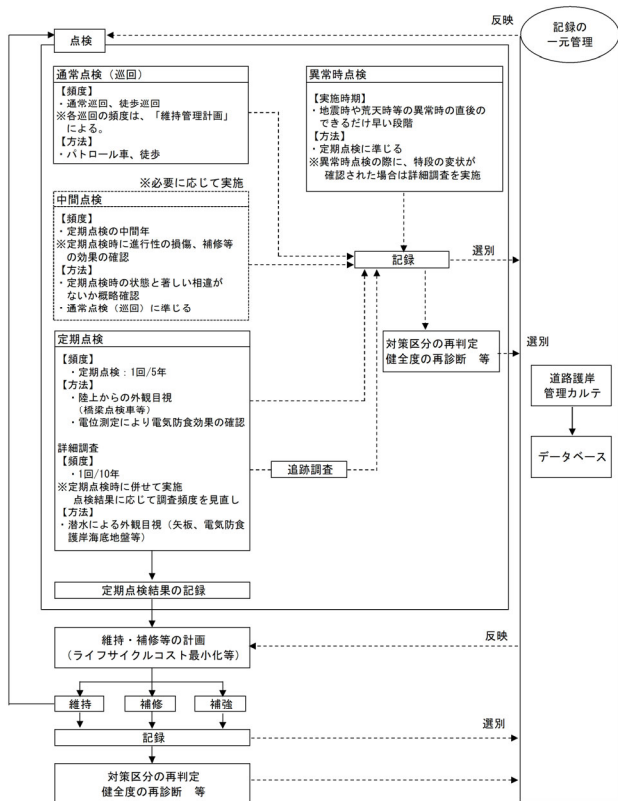 反映
記録の
一元管理
点検
通常点検（巡回）
【頻度】
・通常巡回、徒歩巡回
※各巡回の頻度は、「維持管理計画」
による。
【方法】
・パトロール車、徒歩
異常時点検
【実施時期】
・地震時や荒天時等の異常時の直後の
できるだけ早い段階
【方法】
・定期点検に準じる
※異常時点検の際に、特段の変状が
確認された場合は詳細調査を実施
※必要に応じて実施
中間点検
【頻度】
・定期点検の中間年
※定期点検時に進行性の損傷、補修等
の効果の確認
【方法】
・定期点検時の状態と著しい相違が
ないか概略確認
・通常点検（巡回）に準じる
記録
選別
対策区分の再判定
健全度の再診断　等
選別
定期点検
【頻度】
・定期点検：1回/5年
【方法】
・陸上からの外観目視
（橋梁点検車等）
・電位測定により電気防食効果の確認
詳細調査
【頻度】
・1回/10年
※定期点検時に併せて実施
点検結果に応じて調査頻度を見直し
【方法】
・潜水による外観目視（矢板、電気防食
護岸海底地盤等）
追跡調査
道路護岸
管理カルテ
データベース
定期点検結果の記録
維持・補修等の計画
（ライフサイクルコスト最小化等）
反映
維持
補修
補強
記録
選別
対策区分の再判定
健全度の再診断　等